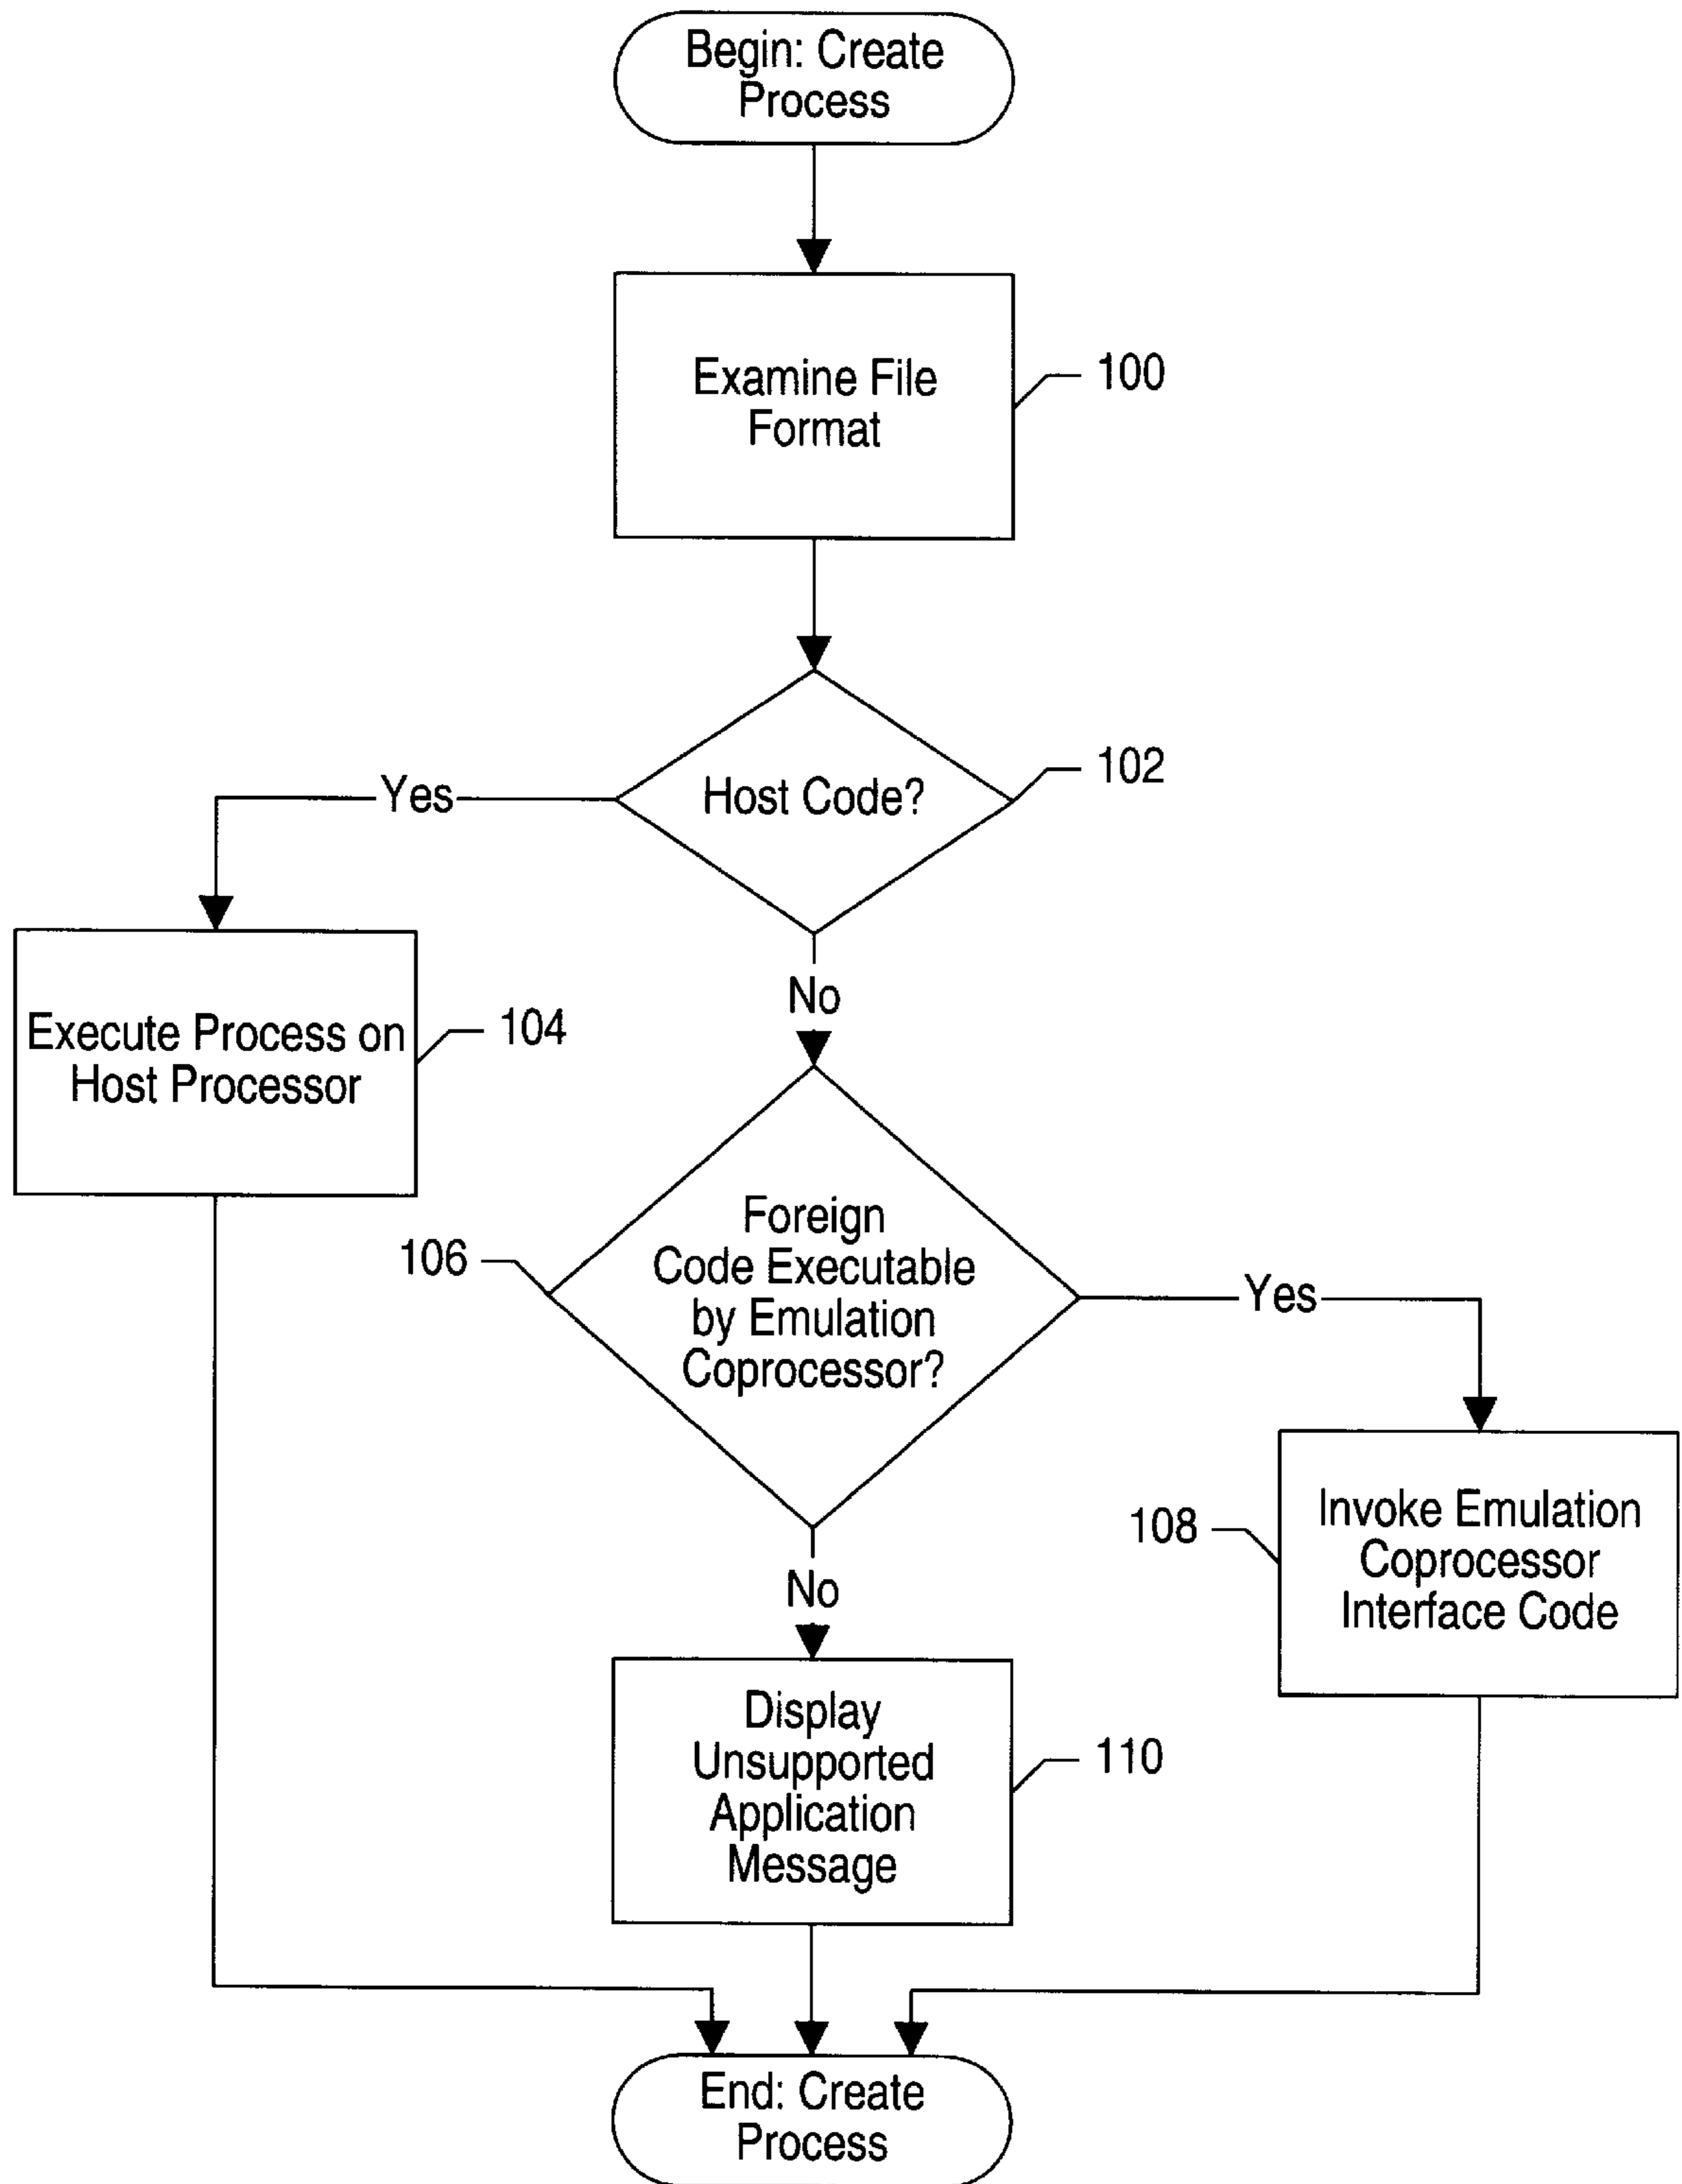 Begin: Create
Process
Examine File
Format
100
Host Code?
102
Yes
No
Execute Process on
Host Processor
104
Foreign
Code Executable
by Emulation
Coprocessor?
106
Yes
No
Invoke Emulation
Coprocessor
Interface Code
108
Display
Unsupported
Application
Message
110
End: Create
Process